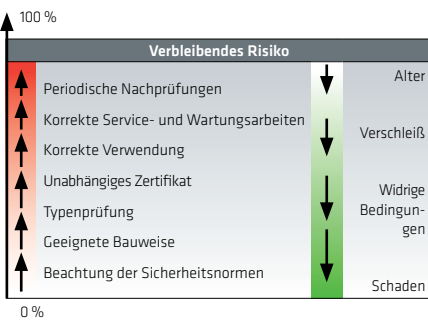 100 %
Verbleibendes Risiko
Periodische Nachprüfungen
Korrekte Service- und Wartungsarbeiten
Korrekte Verwendung
Unabhängiges Zertifikat
Typenprüfung
Geeignete Bauweise
Beachtung der Sicherheitsnormen
Alter
Verschleiß
Widrige
Bedingun-
gen
Schaden
0 %